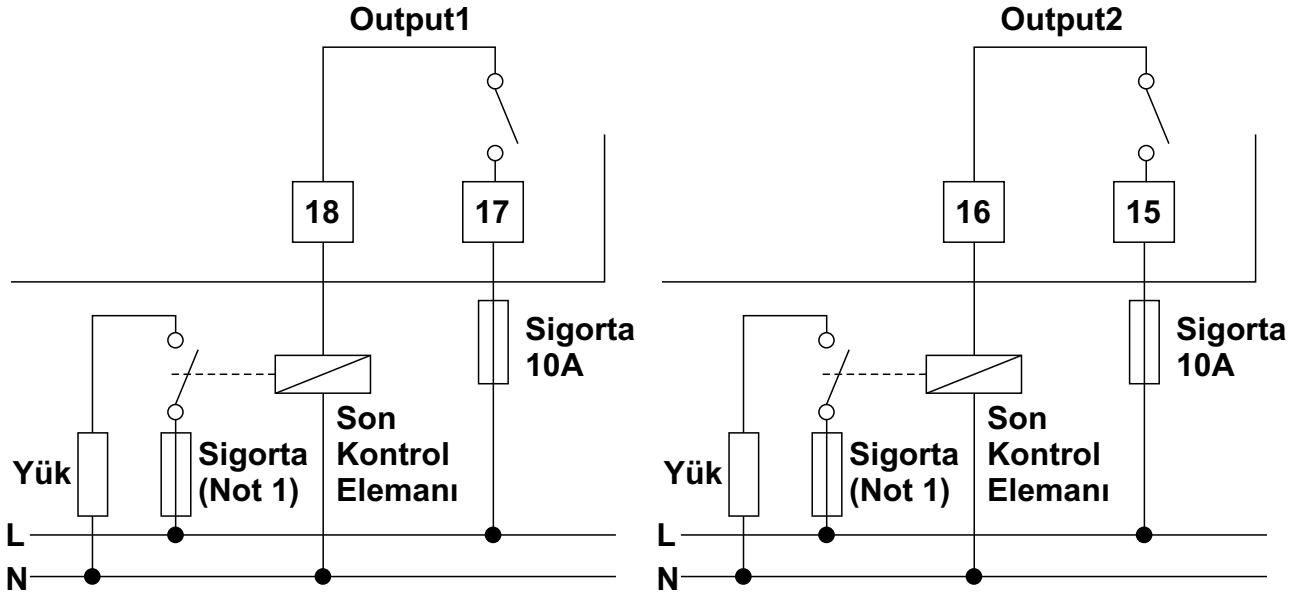 Output1
18
17
Sigorta
10A
Son
Kontrol
Elemanı
Sigorta
(Not 1)
Yük
L
N
Output2
16
15
Sigorta
10A
Son
Kontrol
Elemanı
Sigorta
(Not 1)
Yük
L
N